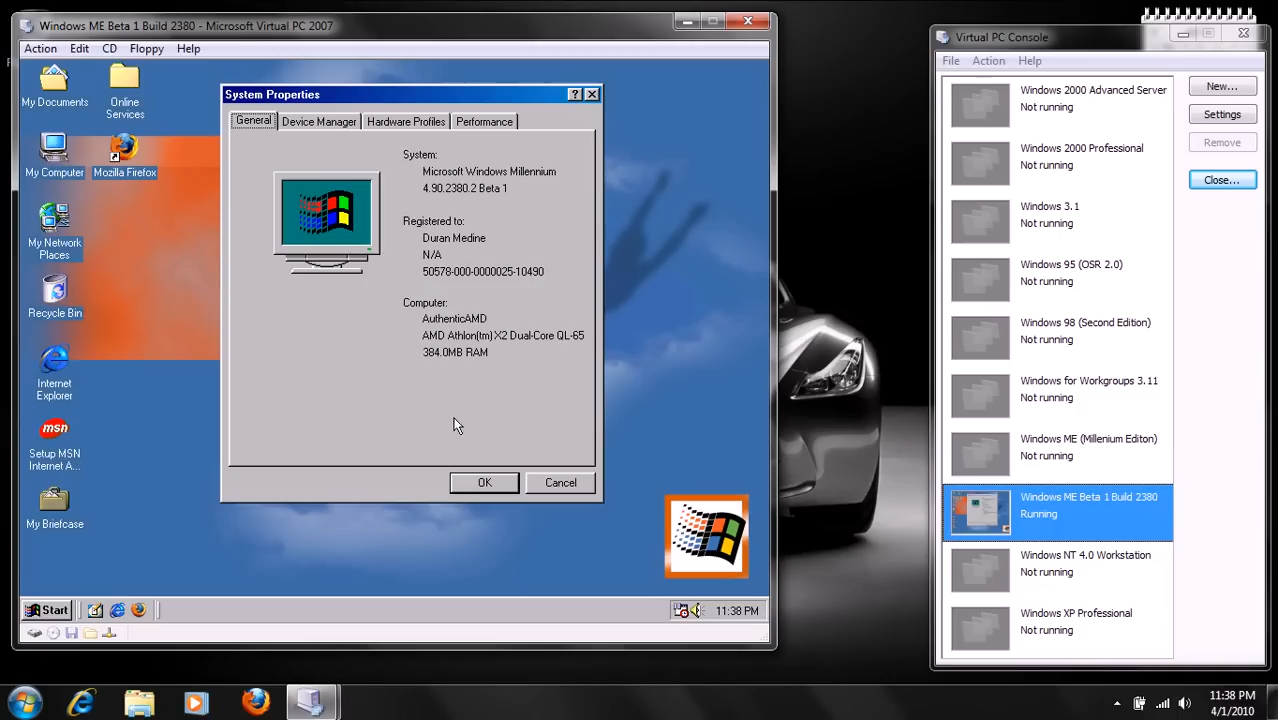 Windows ME Beta 1 Build 2380 - Microsoft Virtual PC 2007
Action Edit CD Floppy Help
My Documents
Online
Services
My Computer
Mozilla Firefox
My Network
Places
Recycle Bin
Internet
Explorer
msn
Setup MSN
Internet A...
My Briefcase
System Properties
General Device Manager Hardware Profiles Performance
System:
Microsoft Windows Millennium
4.90.2380.2 Beta 1
Registered to:
Duran Medine
N/A
50578-000-0000025-10490
Computer:
AuthenticAMD
AMD Athlon(tm) X2 Dual-Core QL-65
384.0MB RAM
OK Cancel
Start
11:38 PM
Virtual PC Console
File Action Help
Windows 2000 Advanced Server
Not running
Windows 2000 Professional
Not running
Windows 3.1
Not running
Windows 95 (OSR 2.0)
Not running
Windows 98 (Second Edition)
Not running
Windows for Workgroups 3.11
Not running
Windows ME (Millenium Editon)
Not running
Windows ME Beta 1 Build 2380
Running
Windows NT 4.0 Workstation
Not running
Windows XP Professional
Not running
New...
Settings
Remove
Close...
11:38 PM
4/1/2010